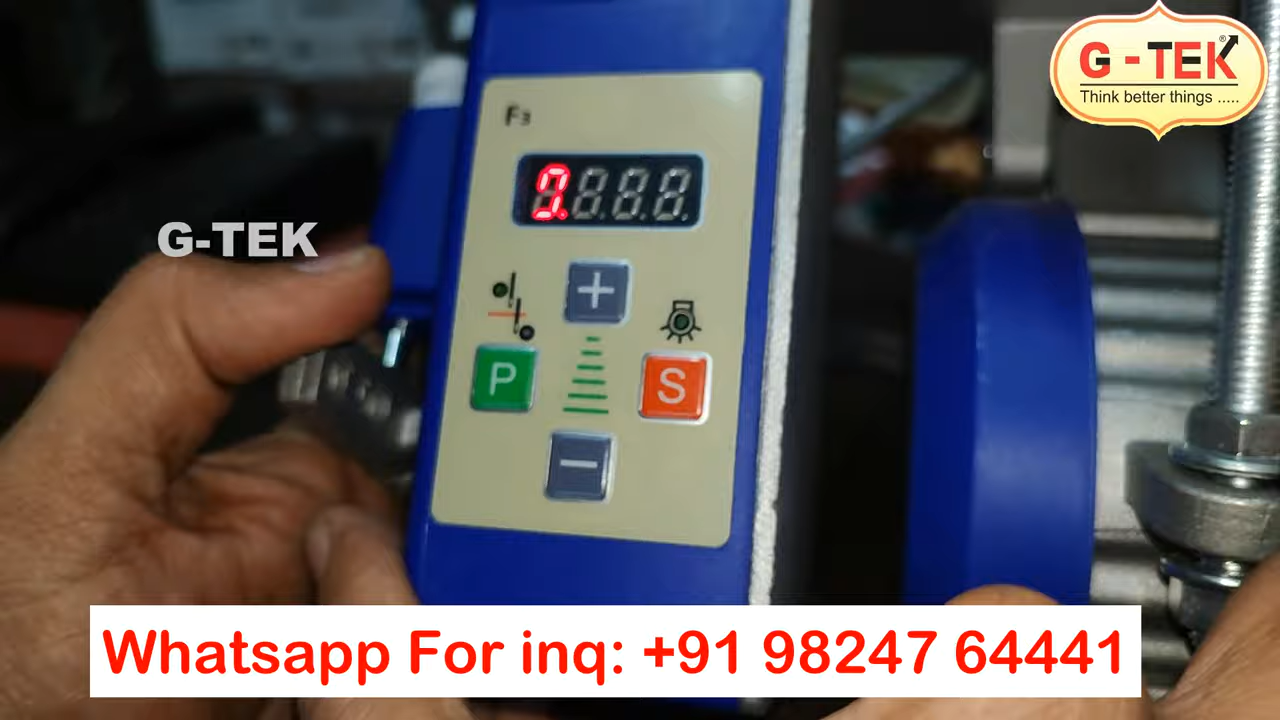 G - TEK®
Think better things .....
F3
G-TEK
+
P
S
−
Whatsapp For inq: +91 98247 64441